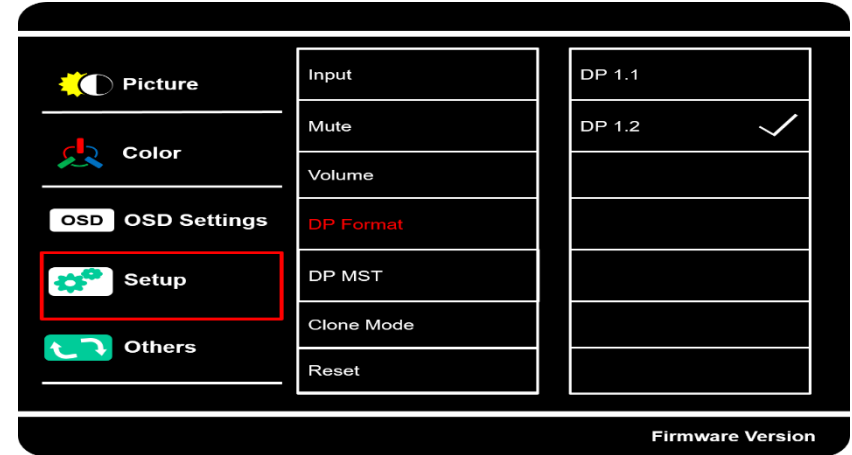 Picture
Color
OSD OSD Settings
Setup
Others
Input
Mute
Volume
DP Format
DP MST
Clone Mode
Reset
DP 1.1
DP 1.2
Firmware Version